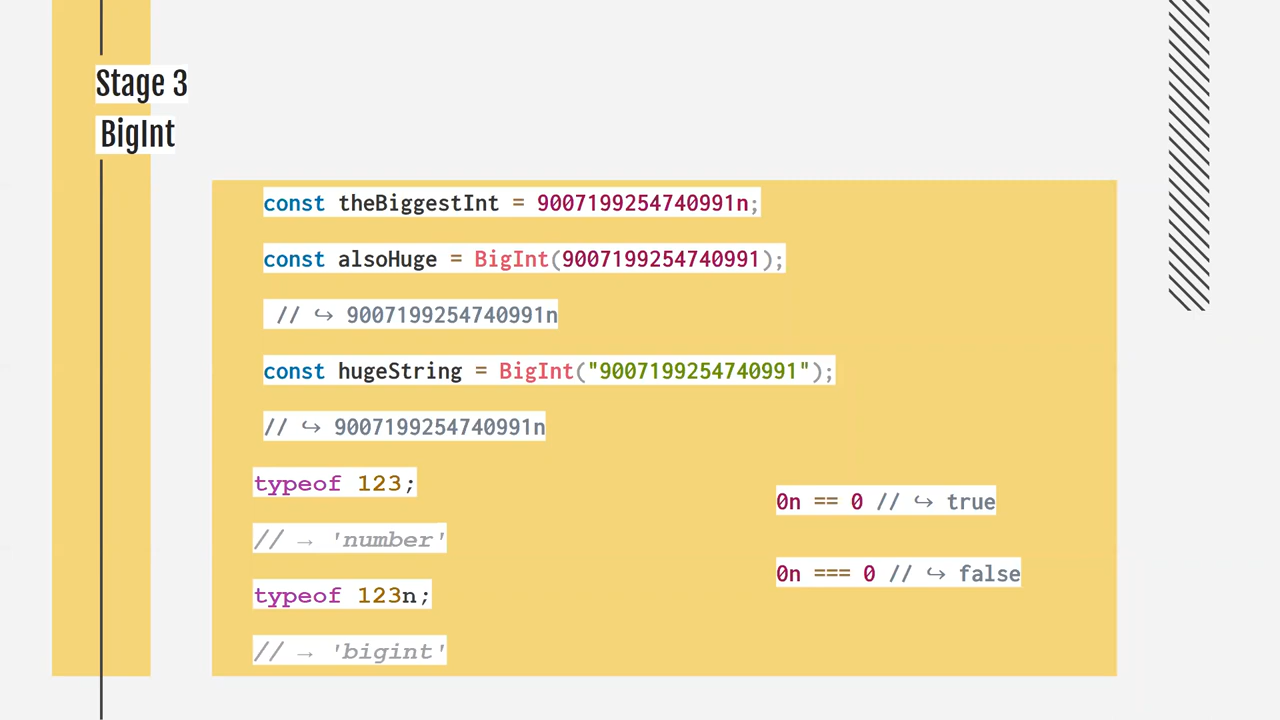 Stage 3
BigInt
const theBiggestInt = 9007199254740991n;
const alsoHuge = BigInt(9007199254740991);
// ↪ 9007199254740991n
const hugeString = BigInt("9007199254740991");
// ↪ 9007199254740991n
typeof 123;
// → 'number'
typeof 123n;
// → 'bigint'
0n == 0 // ↪ true
0n === 0 // ↪ false